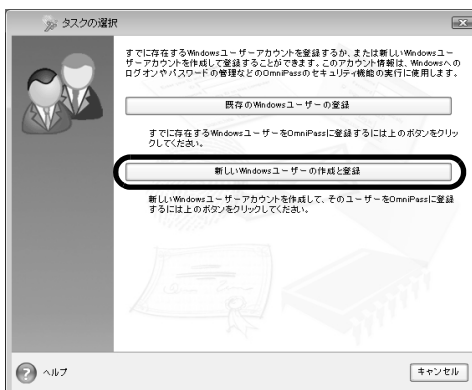 タスクの選択
すでに存在するWindowsユーザーアカウントを登録するか、または新しいWindowsユー
ザーアカウントを作成して登録することができます。このアカウント情報は、Windowsへの
ログオンやパスワードの管理などのOmniPassのセキュリティ機能の実行に使用します。
既存のWindowsユーザーの登録
すでに存在するWindowsユーザーをOmniPassに登録するには上のボタンをクリッ
クしてください。
新しいWindowsユーザーの作成と登録
新しいWindowsユーザーアカウントを作成して、そのユーザーをOmniPassに登録
するには上のボタンをクリックしてください。
ヘルプ
キャンセル